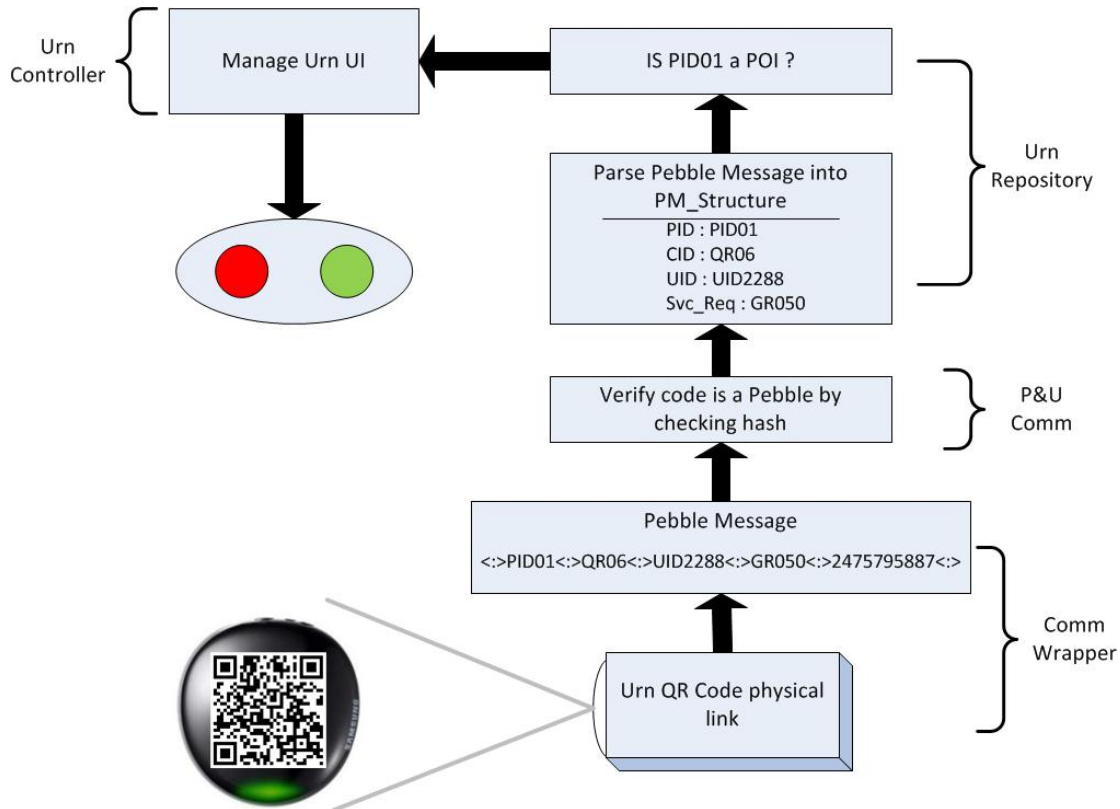 Urn
Controller
Manage Urn UI
IS PID01 a POI ?
Urn
Repository
Parse Pebble Message into
PM_Structure
PID : PID01
CID : QR06
UID : UID2288
Svc_Req : GR050
Verify code is a Pebble by
checking hash
P&U
Comm
Pebble Message
<:>PID01<:>QR06<:>UID2288<:>GR050<:>2475795887<:>
Comm
Wrapper
Urn QR Code physical
link
SAMSUNG